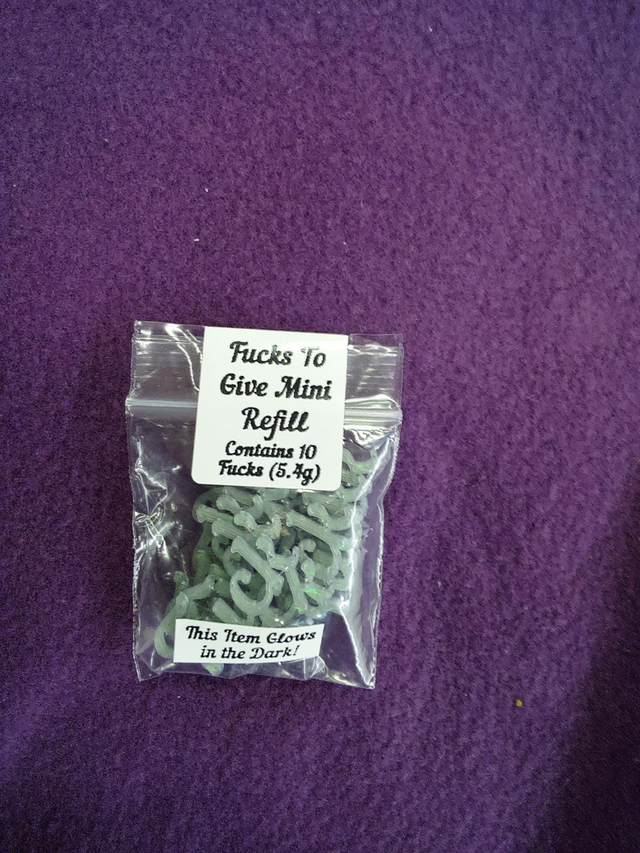 Fucks To
Give Mini
Refill
Contains 10
Fucks (5.4g)
This Item Glows
in the Dark!